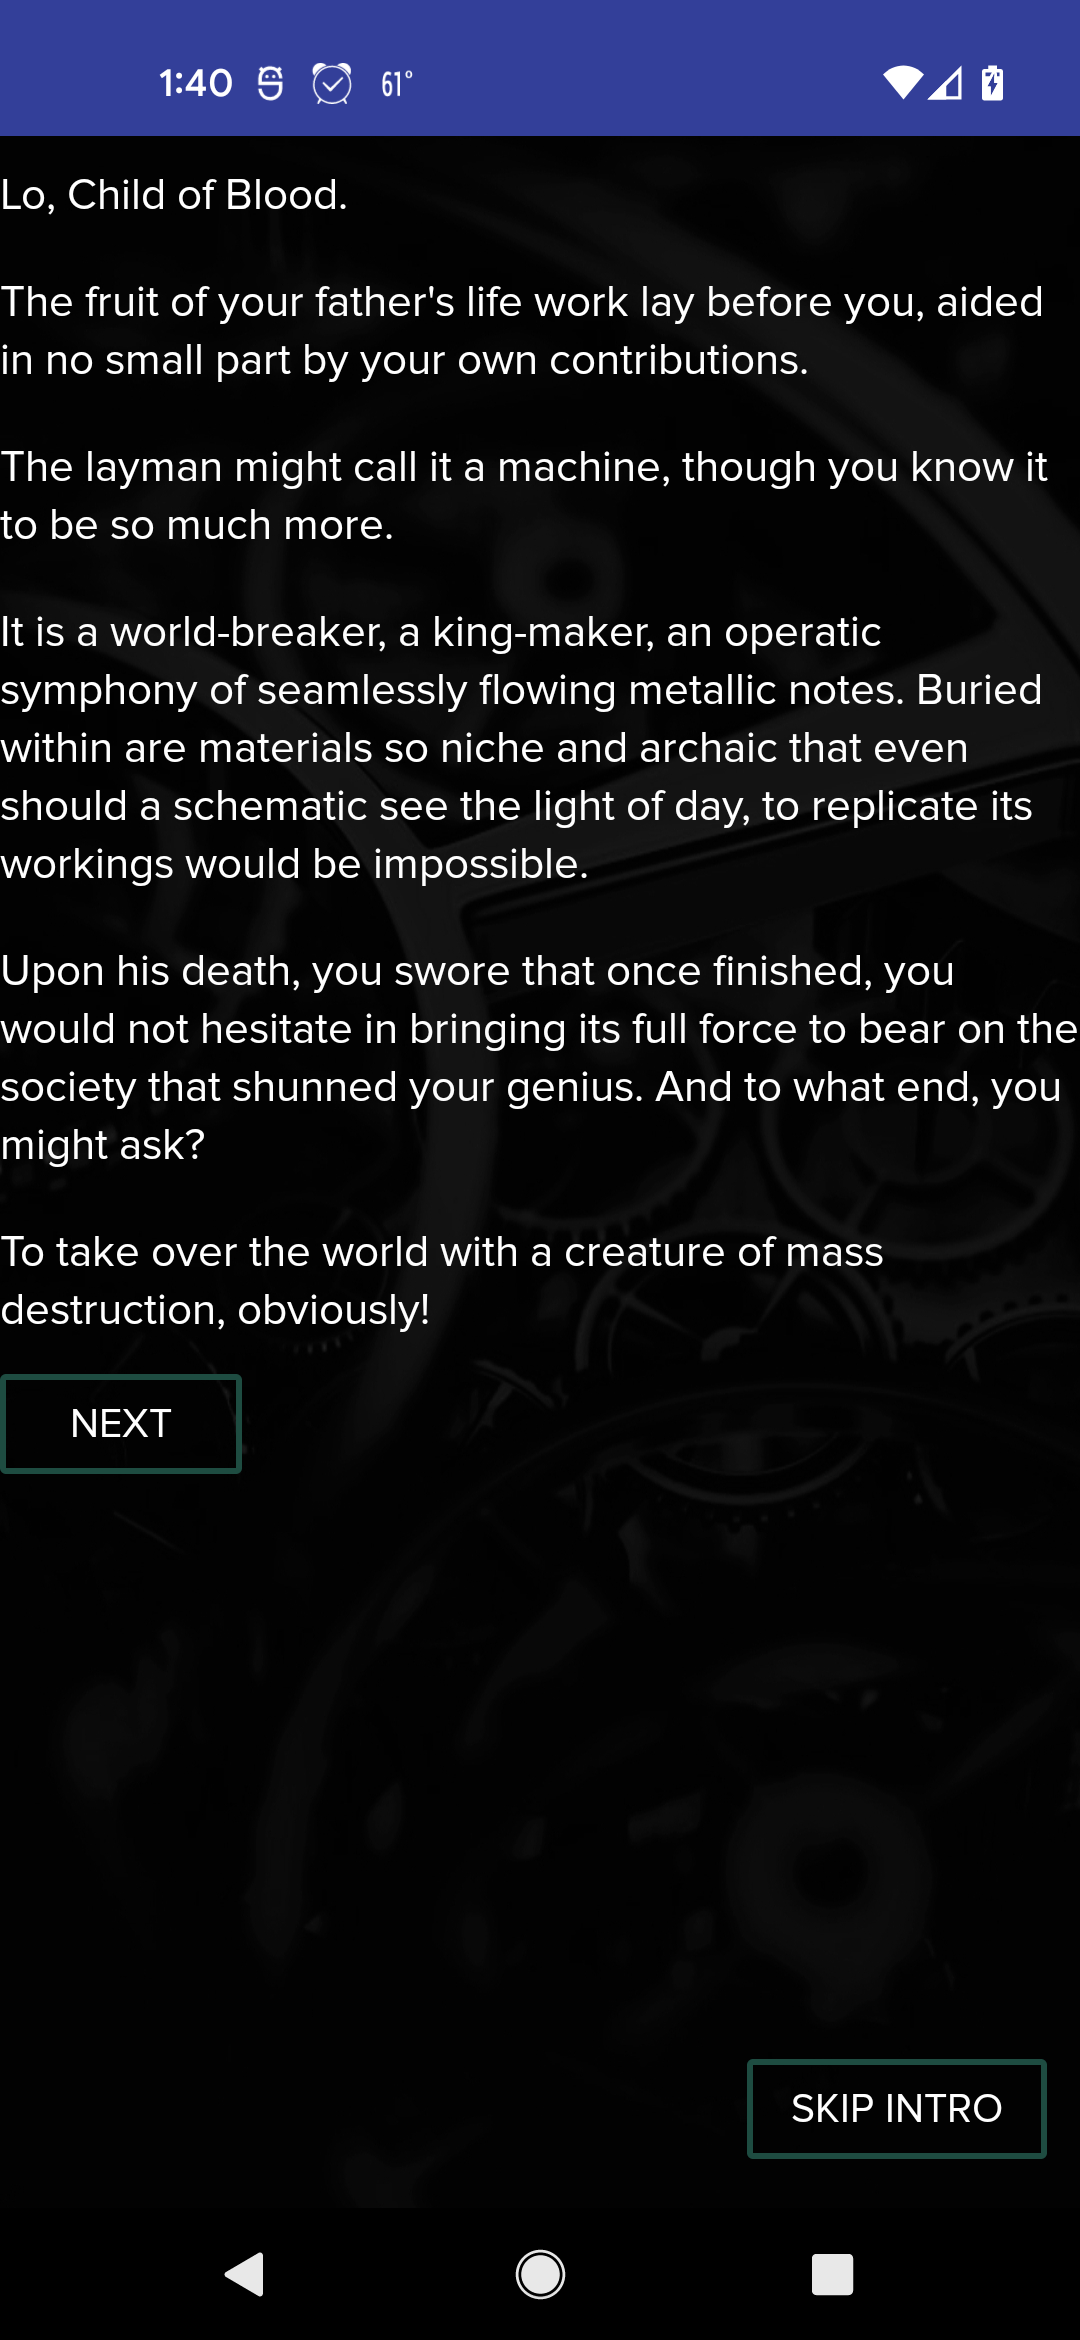 1:40 61°
Lo, Child of Blood.
The fruit of your father's life work lay before you, aided
in no small part by your own contributions.
The layman might call it a machine, though you know it
to be so much more.
It is a world-breaker, a king-maker, an operatic
symphony of seamlessly flowing metallic notes. Buried
within are materials so niche and archaic that even
should a schematic see the light of day, to replicate its
workings would be impossible.
Upon his death, you swore that once finished, you
would not hesitate in bringing its full force to bear on the
society that shunned your genius. And to what end, you
might ask?
To take over the world with a creature of mass
destruction, obviously!
NEXT
SKIP INTRO